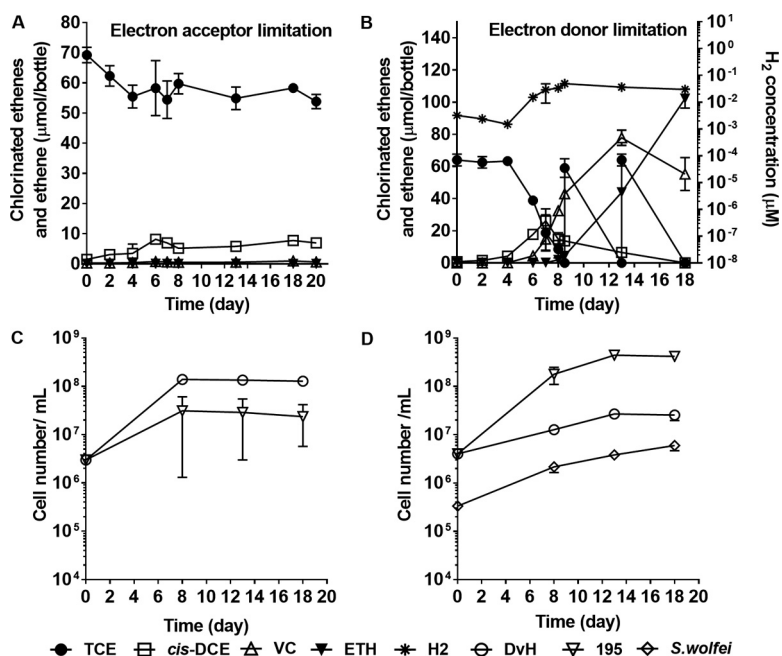 A
Electron acceptor limitation
Chlorinated ethenes
and ethene (μmol/bottle)
80
70
60
50
40
30
20
10
0
0 2 4 6 8 10 12 14 16 18 20
Time (day)
B
Electron donor limitation
Chlorinated ethenes
and ethene (μmol/bottle)
140
120
100
80
60
40
20
0
10¹
10⁰
10⁻¹
10⁻²
10⁻³
10⁻⁴
10⁻⁵
10⁻⁶
10⁻⁷
10⁻⁸
H₂ concentration (μM)
0 2 4 6 8 10 12 14 16 18
Time (day)
C
Cell number/ mL
10⁹
10⁸
10⁷
10⁶
10⁵
10⁴
0 2 4 6 8 10 12 14 16 18 20
Time (day)
D
Cell number /mL
10⁹
10⁸
10⁷
10⁶
10⁵
10⁴
0 2 4 6 8 10 12 14 16 18 20
Time (day)
TCE cis-DCE VC ETH H2 DvH 195 S.wolfei